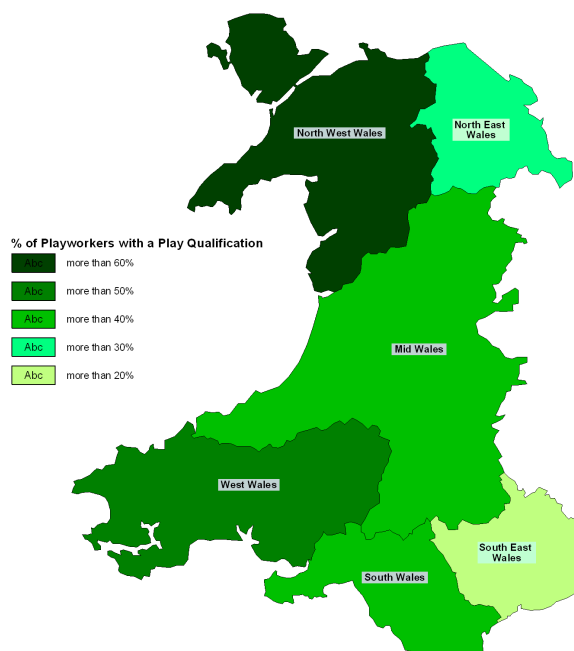 North West Wales
North East
Wales
% of Playworkers with a Play Qualification
Abc more than 60%
Abc more than 50%
Abc more than 40%
Abc more than 30%
Abc more than 20%
Mid Wales
West Wales
South East
Wales
South Wales